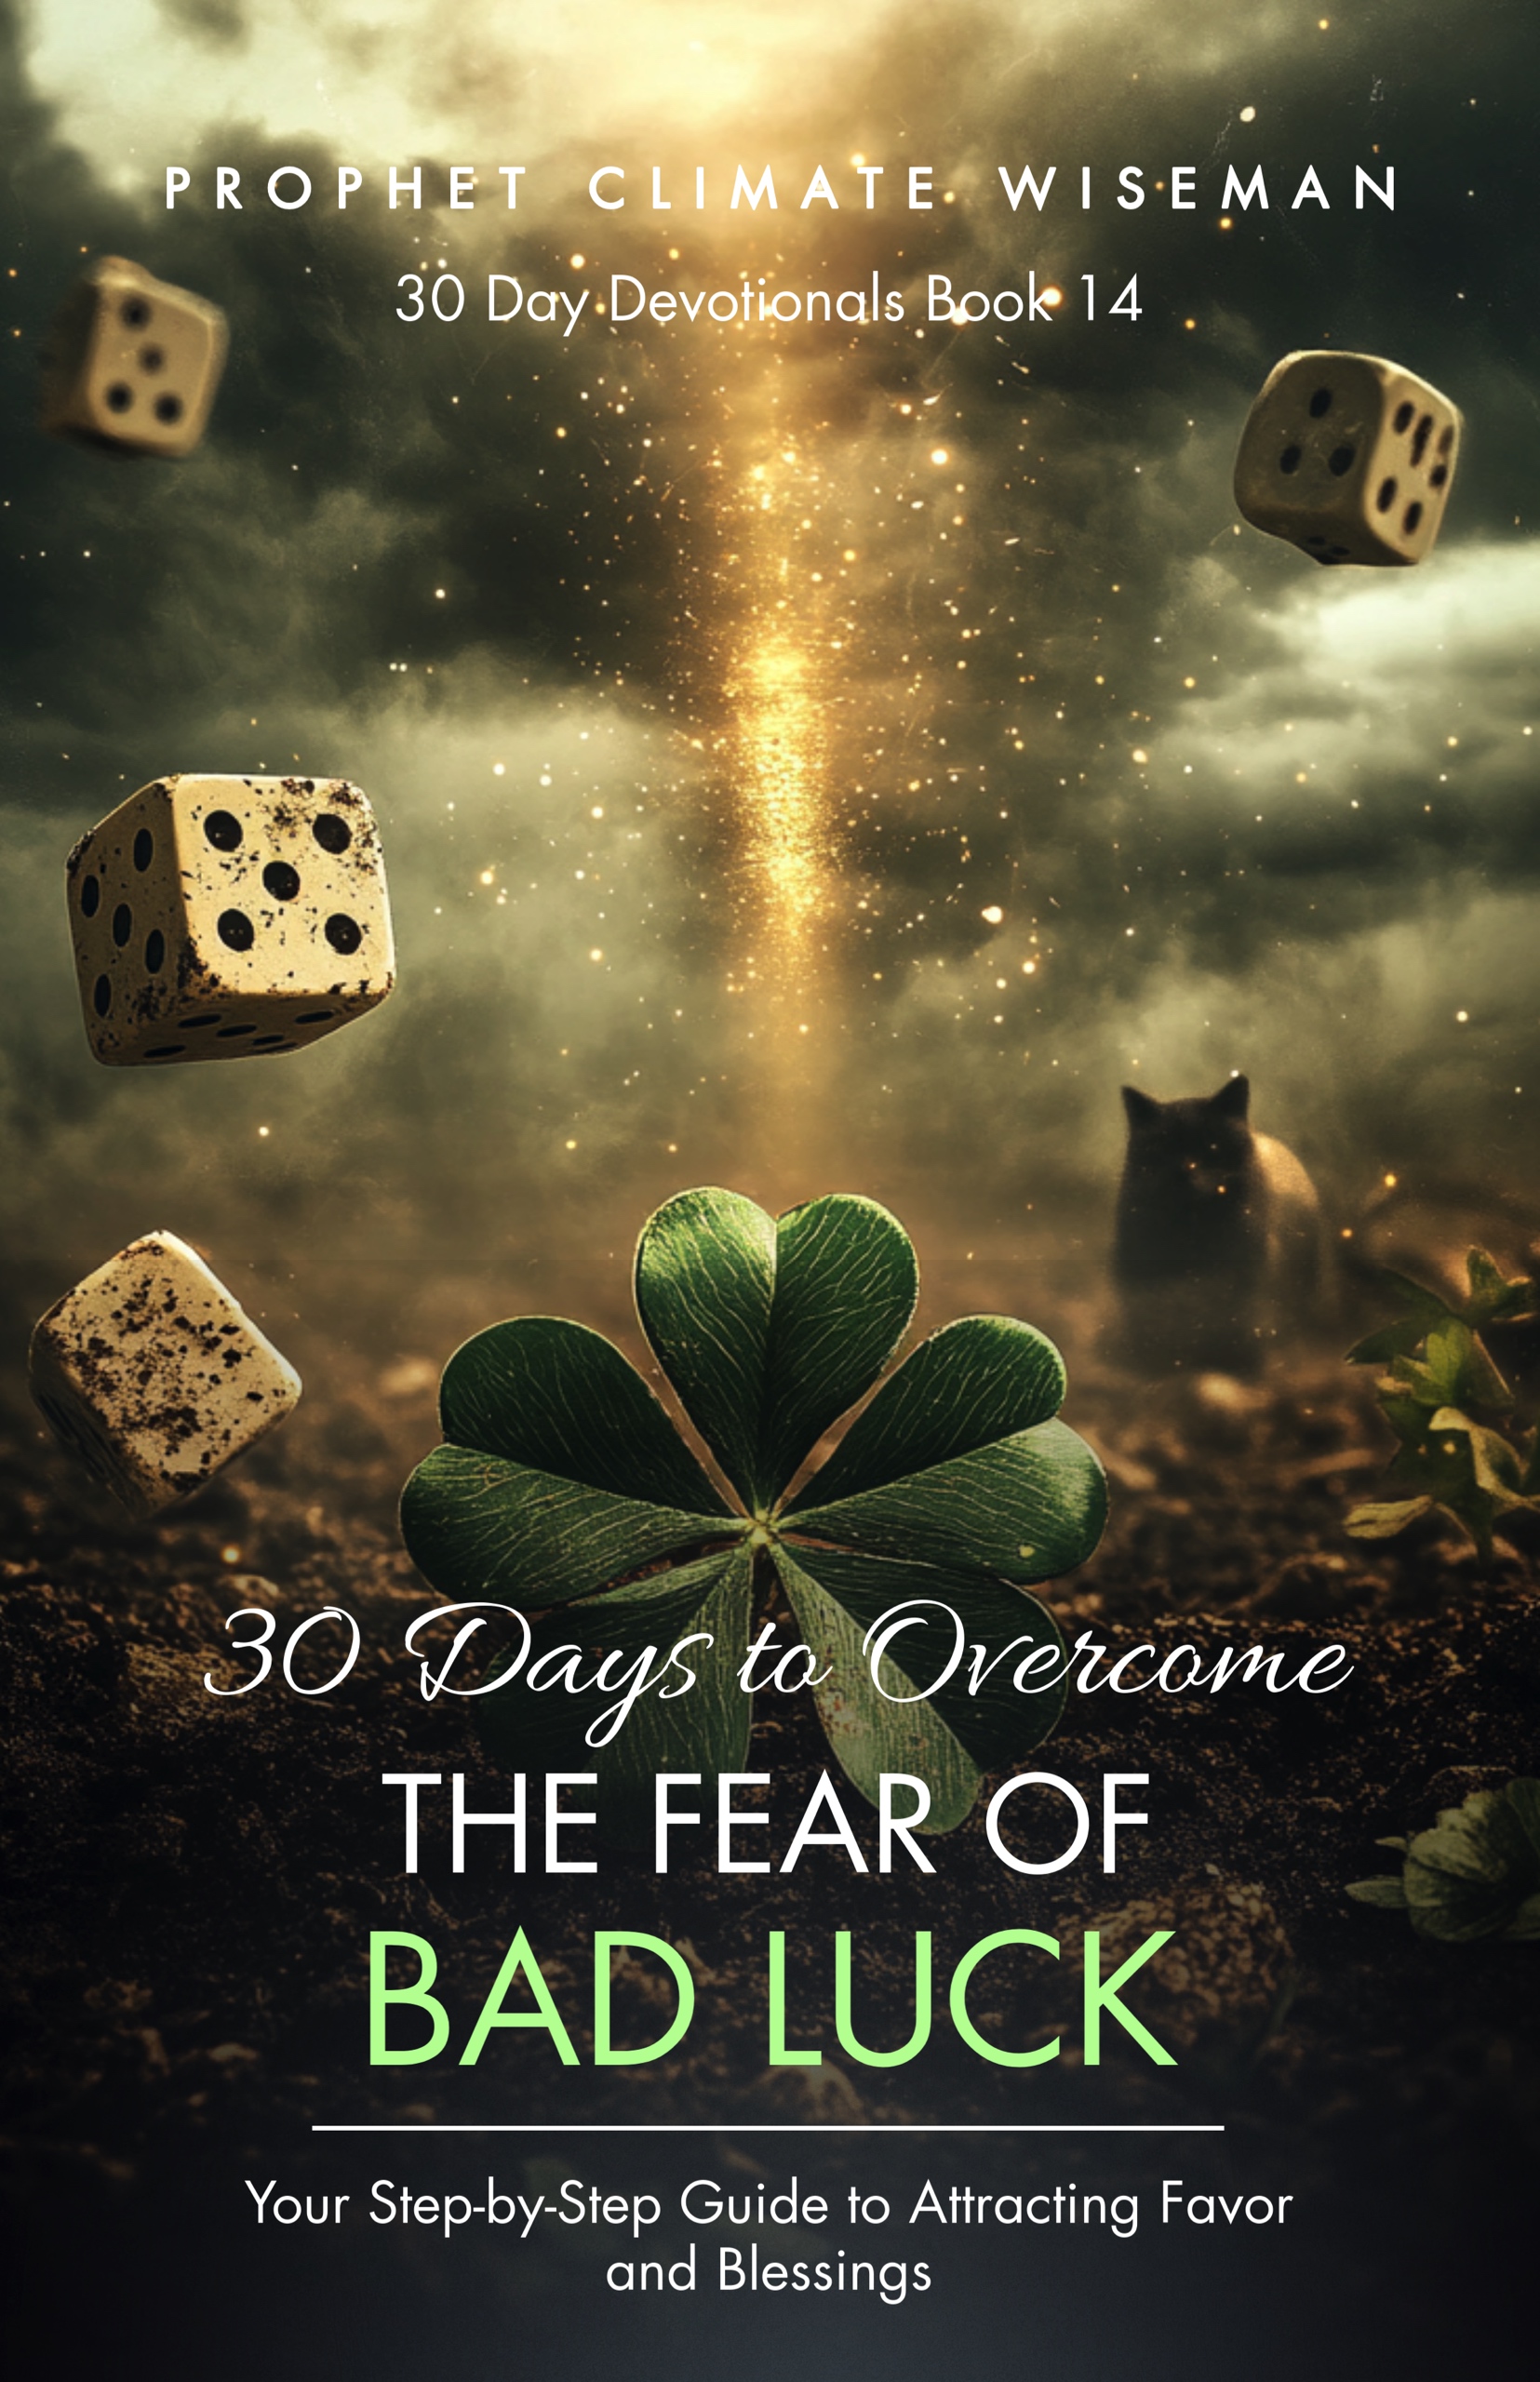 PROPHET CLIMATE WISEMAN
30 Day Devotionals Book 14
30 Days to Overcome
THE FEAR OF
BAD LUCK
Your Step-by-Step Guide to Attracting Favor
and Blessings